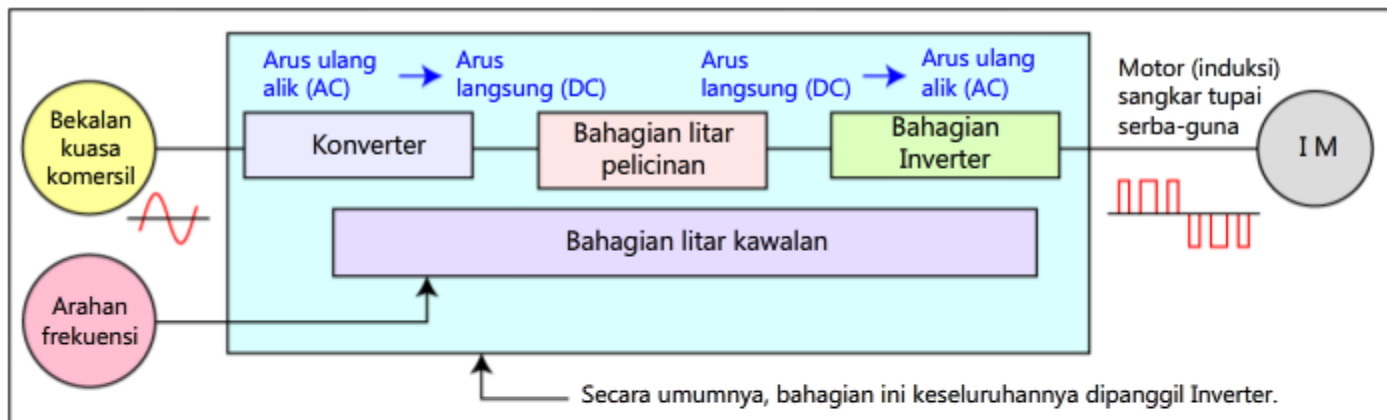 Arus ulang
alik (AC)
Arus
langsung (DC)
Arus
langsung (DC)
Arus ulang
alik (AC)
Motor (induksi)
sangkar tupai
serba-guna
Bekalan
kuasa
komersil
Konverter
Bahagian litar
pelicinan
Bahagian
Inverter
I M
Bahagian litar kawalan
Arahan
frekuensi
Secara umumnya, bahagian ini keseluruhannya dipanggil Inverter.